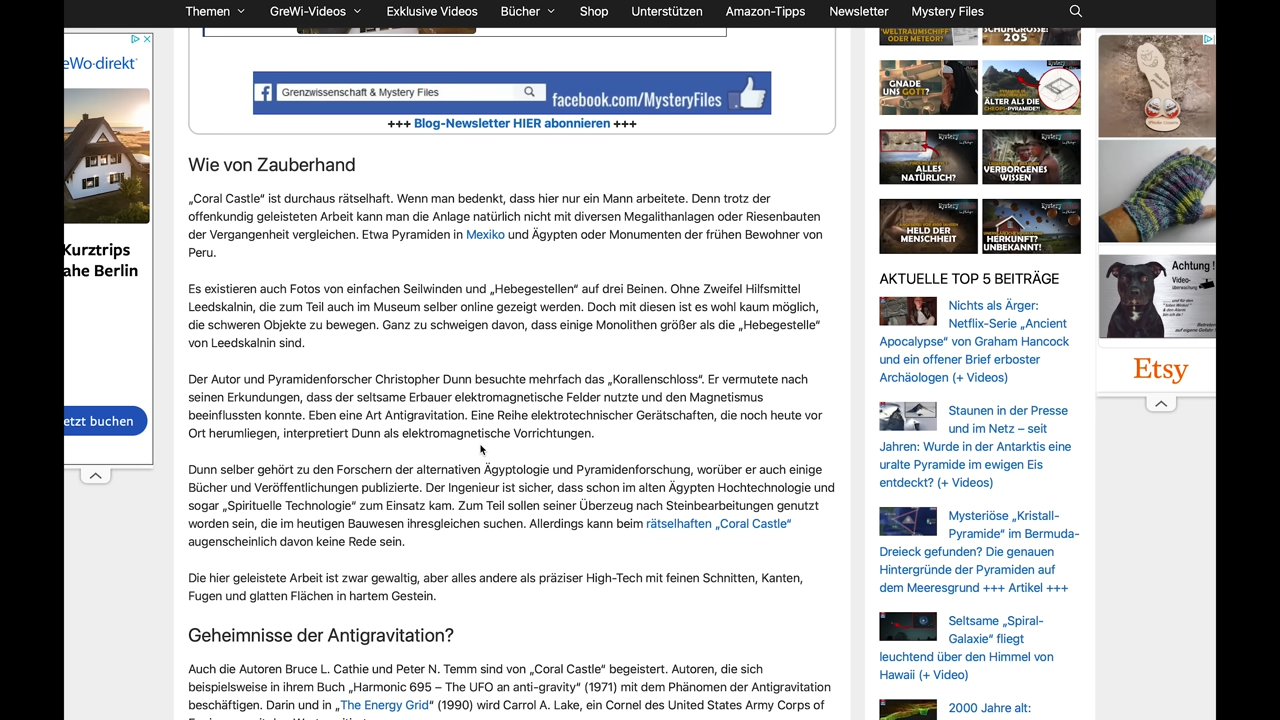 Themen GreWi-Videos Exklusive Videos Bücher Shop Unterstützen Amazon-Tipps Newsletter Mystery Files
eWo-direkt
Kurztrips
ahe Berlin
etzt buchen
Grenzwissenschaft & Mystery Files
facebook.com/MysteryFiles
+++ Blog-Newsletter HIER abonnieren +++
Wie von Zauberhand
„Coral Castle“ ist durchaus rätselhaft. Wenn man bedenkt, dass hier nur ein Mann arbeitete. Denn trotz der
offenkundig geleisteten Arbeit kann man die Anlage natürlich nicht mit diversen Megalithanlagen oder Riesenbauten
der Vergangenheit vergleichen. Etwa Pyramiden in Mexiko und Ägypten oder Monumenten der frühen Bewohner von
Peru.
Es existieren auch Fotos von einfachen Seilwinden und „Hebegestellen“ auf drei Beinen. Ohne Zweifel Hilfsmittel
Leedskalnin, die zum Teil auch im Museum selber online gezeigt werden. Doch mit diesen ist es wohl kaum möglich,
die schweren Objekte zu bewegen. Ganz zu schweigen davon, dass einige Monolithen größer als die „Hebegestelle“
von Leedskalnin sind.
Der Autor und Pyramidenforscher Christopher Dunn besuchte mehrfach das „Korallenschloss“. Er vermutete nach
seinen Erkundungen, dass der seltsame Erbauer elektromagnetische Felder nutzte und den Magnetismus
beeinflussten konnte. Eben eine Art Antigravitation. Eine Reihe elektrotechnischer Gerätschaften, die noch heute vor
Ort herumliegen, interpretiert Dunn als elektromagnetische Vorrichtungen.
Dunn selber gehört zu den Forschern der alternativen Ägyptologie und Pyramidenforschung, worüber er auch einige
Bücher und Veröffentlichungen publizierte. Der Ingenieur ist sicher, dass schon im alten Ägypten Hochtechnologie und
sogar „Spirituelle Technologie“ zum Einsatz kam. Zum Teil sollen seiner Überzeug nach Steinbearbeitungen genutzt
worden sein, die im heutigen Bauwesen ihresgleichen suchen. Allerdings kann beim rätselhaften „Coral Castle“
augenscheinlich davon keine Rede sein.
Die hier geleistete Arbeit ist zwar gewaltig, aber alles andere als präziser High-Tech mit feinen Schnitten, Kanten,
Fugen und glatten Flächen in hartem Gestein.
Geheimnisse der Antigravitation?
Auch die Autoren Bruce L. Cathie und Peter N. Temm sind von „Coral Castle“ begeistert. Autoren, die sich
beispielsweise in ihrem Buch „Harmonic 695 – The UFO an anti-gravity“ (1971) mit dem Phänomen der Antigravitation
beschäftigen. Darin und in „The Energy Grid“ (1990) wird Carrol A. Lake, ein Cornel des United States Army Corps of
"WELTRAUMSCHIFF"
ODER METEOR?
SCHUHGRÖSSE:
205
GNADE
UNS GOTT?
ÄLTER ALS DIE
CHEOPS-PYRAMIDE?!
ALLES
NATÜRLICH?
VERBORGENES
WISSEN
HELD DER
MENSCHHEIT
HERKUNFT?
UNBEKANNT!
AKTUELLE TOP 5 BEITRÄGE
Nichts als Ärger:
Netflix-Serie „Ancient
Apocalypse“ von Graham Hancock
und ein offener Brief erboster
Archäologen (+ Videos)
Staunen in der Presse
und im Netz – seit
Jahren: Wurde in der Antarktis eine
uralte Pyramide im ewigen Eis
entdeckt? (+ Videos)
Mysteriöse „Kristall-
Pyramide“ im Bermuda-
Dreieck gefunden? Die genauen
Hintergründe der Pyramiden auf
dem Meeresgrund +++ Artikel +++
Seltsame „Spiral-
Galaxie“ fliegt
leuchtend über den Himmel von
Hawaii (+ Video)
2000 Jahre alt:
Achtung !
Video-
Etsy